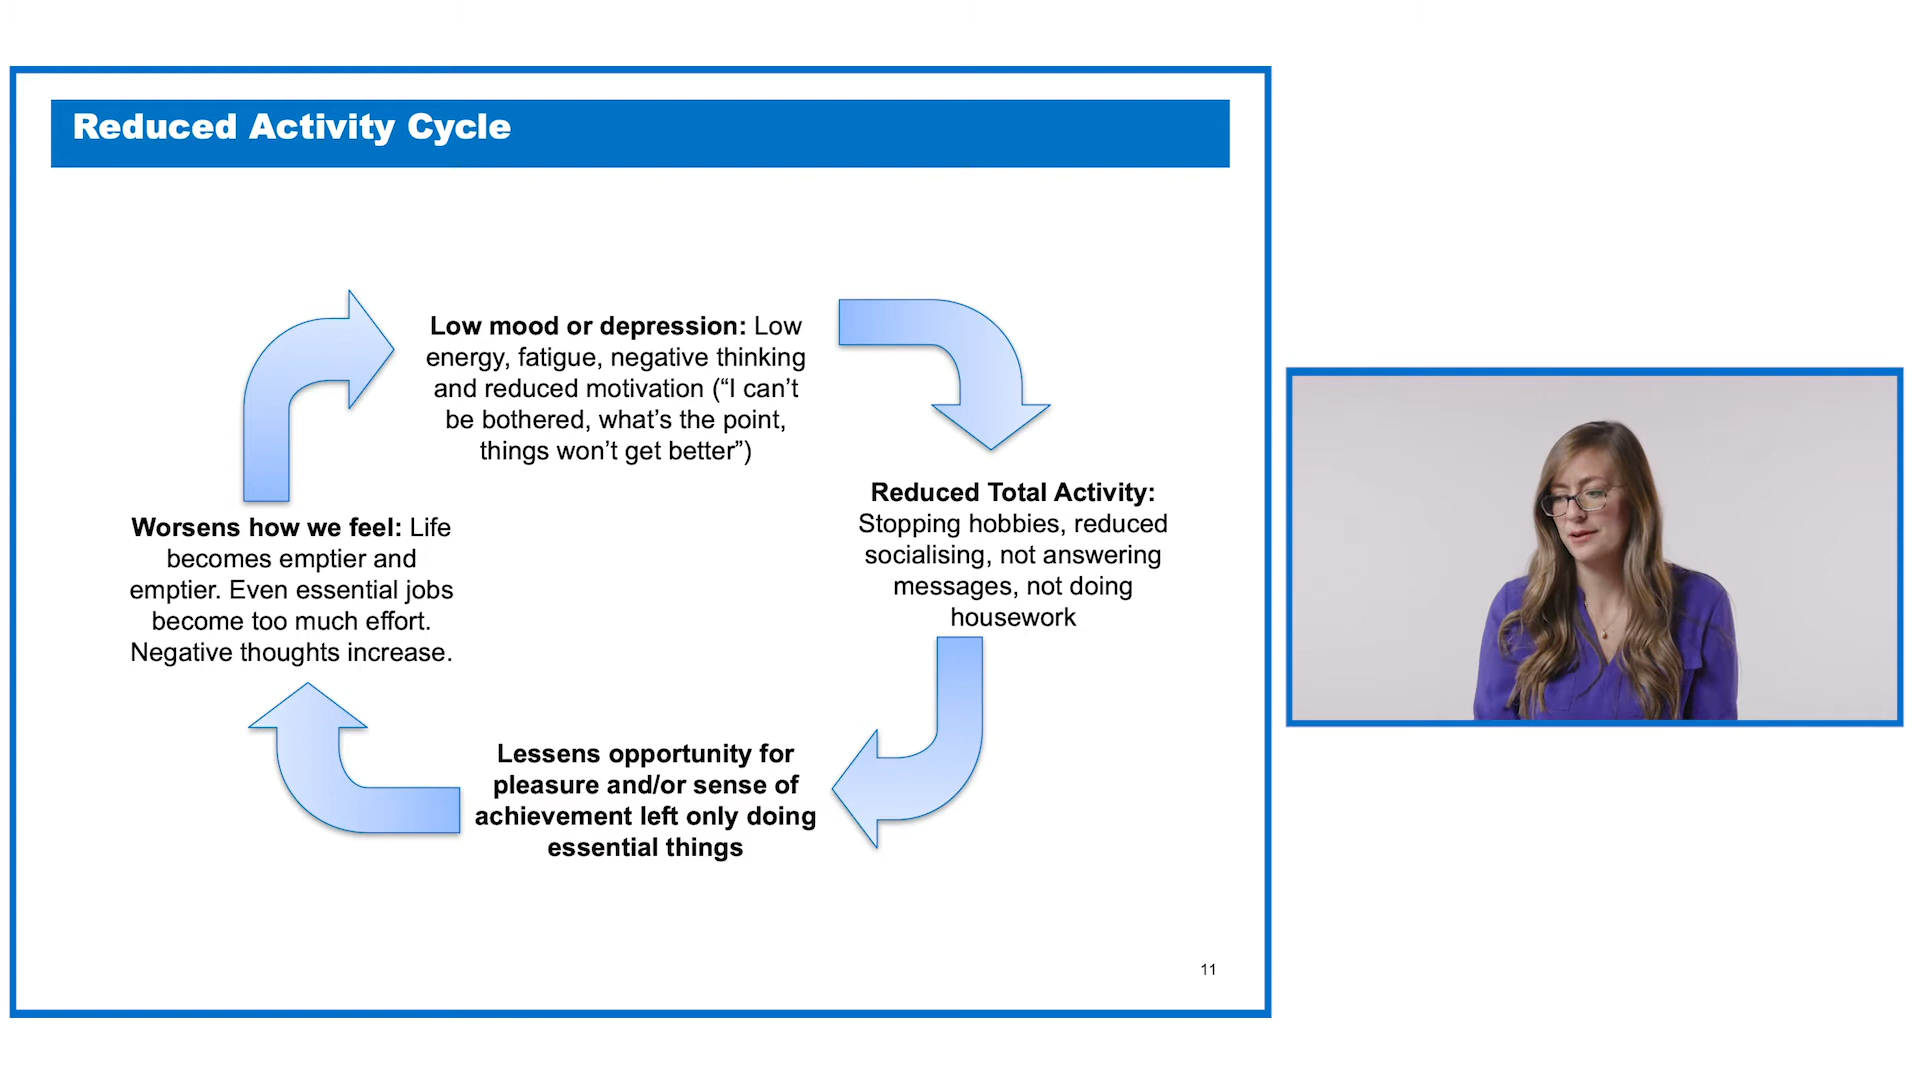 Reduced Activity Cycle
Low mood or depression: Low
energy, fatigue, negative thinking
and reduced motivation (“I can’t
be bothered, what’s the point,
things won’t get better”)
Reduced Total Activity:
Stopping hobbies, reduced
socialising, not answering
messages, not doing
housework
Lessens opportunity for
pleasure and/or sense of
achievement left only doing
essential things
Worsens how we feel: Life
becomes emptier and
emptier. Even essential jobs
become too much effort.
Negative thoughts increase.
11